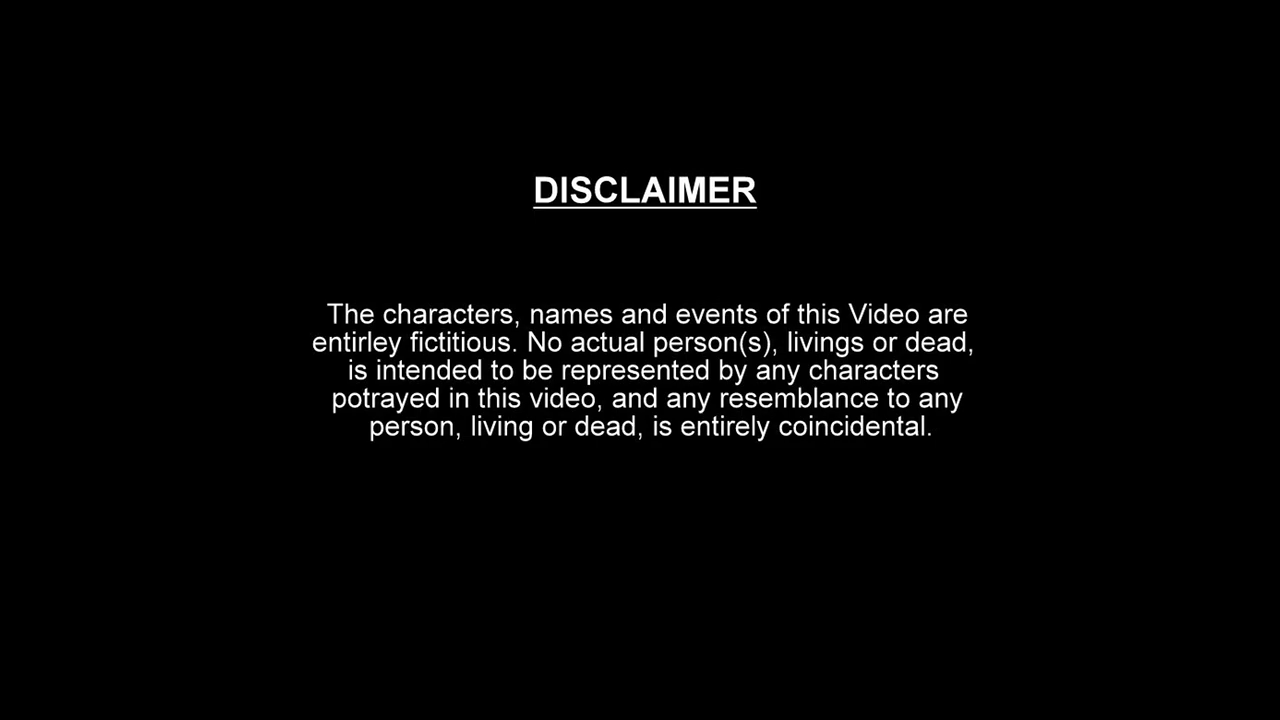 DISCLAIMER
The characters, names and events of this Video are
entirley fictitious. No actual person(s), livings or dead,
is intended to be represented by any characters
potrayed in this video, and any resemblance to any
person, living or dead, is entirely coincidental.